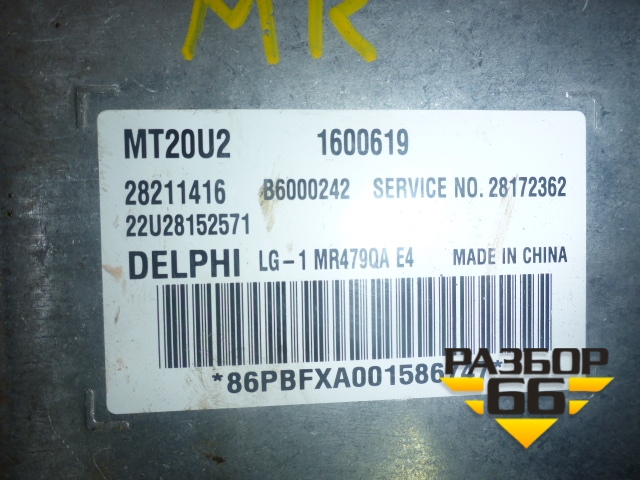 MR
MT20U2 1600619
28211416 B6000242 SERVICE NO. 28172362
22U28152571
DELPHI LG-1 MR479QA E4 MADE IN CHINA
РАЗБОР
66